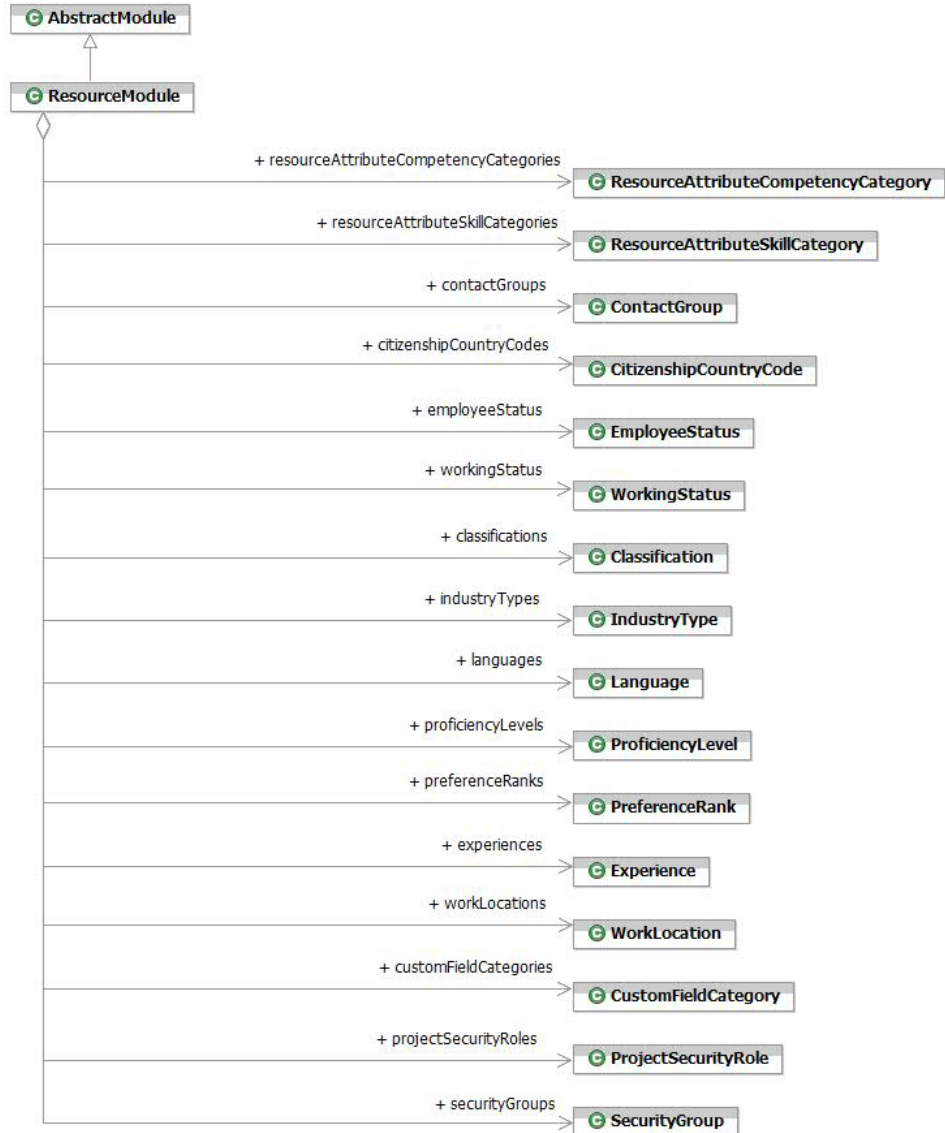 AbstractModule
ResourceModule
+ resourceAttributeCompetencyCategories
ResourceAttributeCompetencyCategory
+ resourceAttributeSkillCategories
ResourceAttributeSkillCategory
+ contactGroups
ContactGroup
+ citizenshipCountryCodes
CitizenshipCountryCode
+ employeeStatus
EmployeeStatus
+ workingStatus
WorkingStatus
+ classifications
Classification
+ industryTypes
IndustryType
+ languages
Language
+ proficiencyLevels
ProficiencyLevel
+ preferenceRanks
PreferenceRank
+ experiences
Experience
+ workLocations
WorkLocation
+ customFieldCategories
CustomFieldCategory
+ projectSecurityRoles
ProjectSecurityRole
+ securityGroups
SecurityGroup